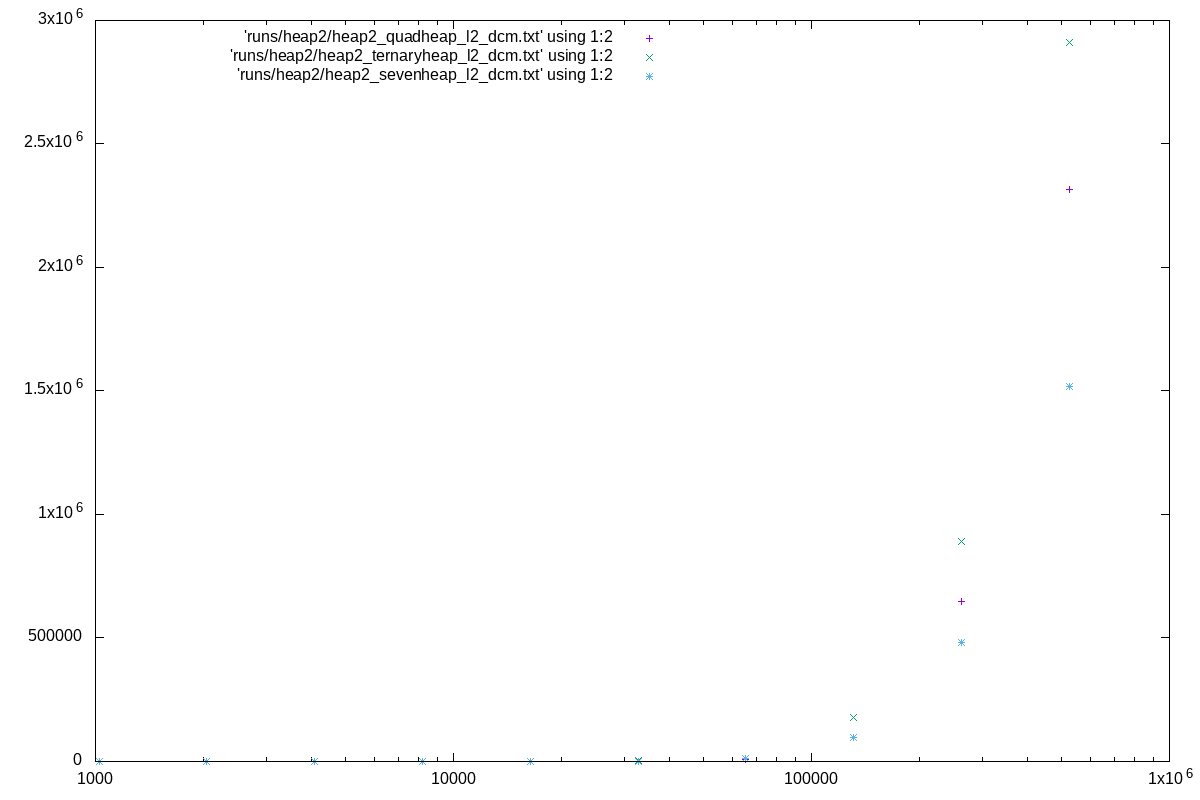 3x10 6
'runs/heap2/heap2_quadheap_l2_dcm.txt' using 1:2
'runs/heap2/heap2_ternaryheap_l2_dcm.txt' using 1:2
'runs/heap2/heap2_sevenheap_l2_dcm.txt' using 1:2
2.5x10 6
2x10 6
1.5x10 6
1x10 6
500000
0
1000 10000 100000 1x10 6